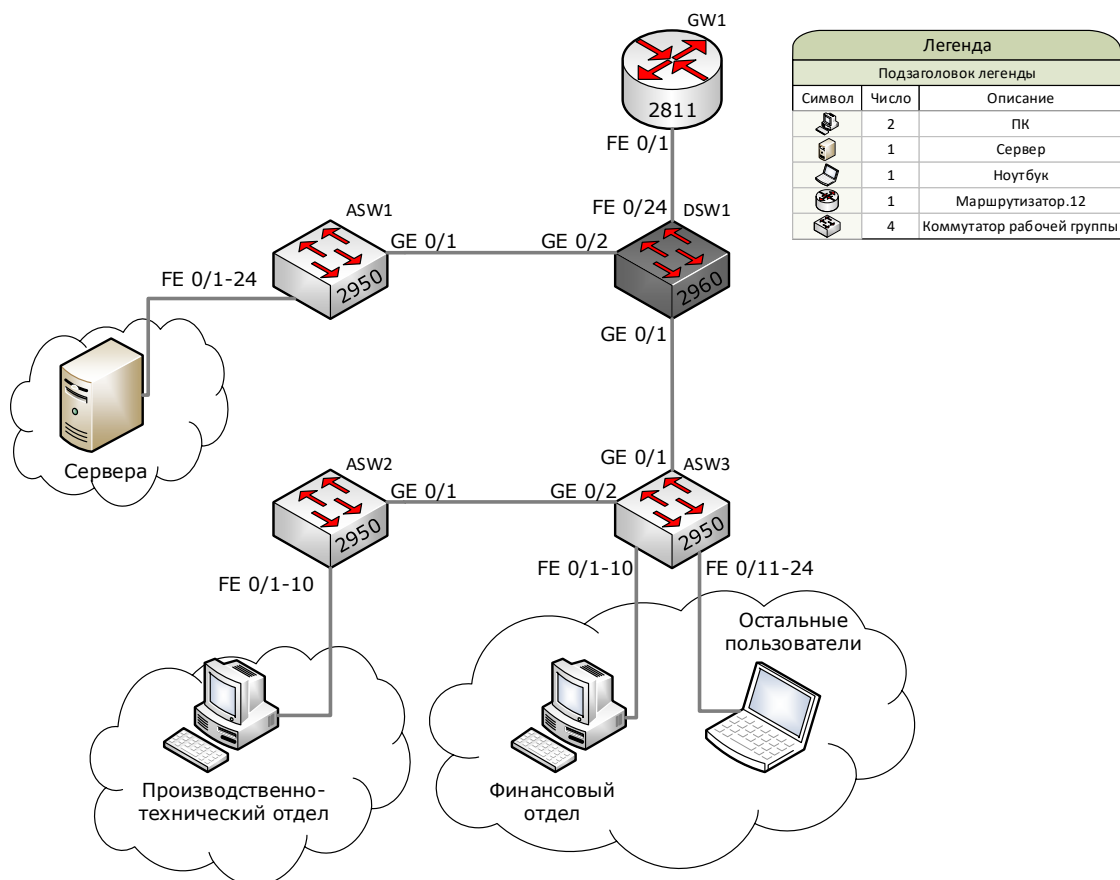 GW1
2811
FE 0/1
FE 0/24
DSW1
2960
GE 0/2
GE 0/1
ASW1
GE 0/1
2950
FE 0/1-24
Сервера
ASW2
GE 0/1
2950
FE 0/1-10
GE 0/1
ASW3
GE 0/2
2950
FE 0/1-10
FE 0/11-24
Остальные
пользователи
Производственно-
технический отдел
Финансовый
отдел
Легенда
Подзаголовок легенды
Символ Число Описание
2 ПК
1 Сервер
1 Ноутбук
1 Маршрутизатор.12
4 Коммутатор рабочей группы